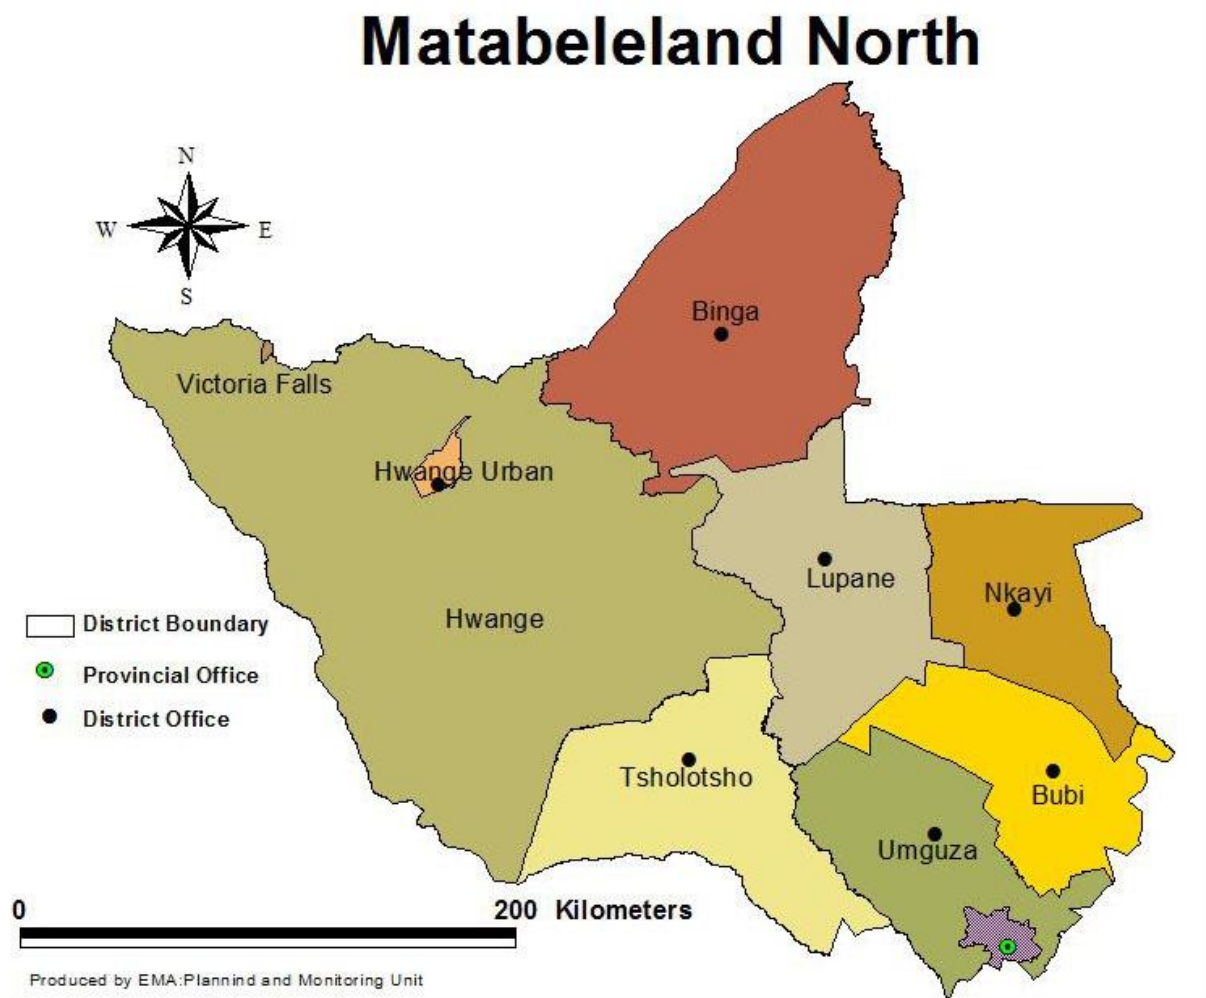 Matabeleland North
N
W E
S
Binga
Victoria Falls
Hwange Urban
Lupane
Nkayi
Hwange
District Boundary
Provincial Office
District Office
Tsholotsho
Bubi
Umguza
0 200 Kilometers
Produced by EMA:Plannind and Monitoring Unit